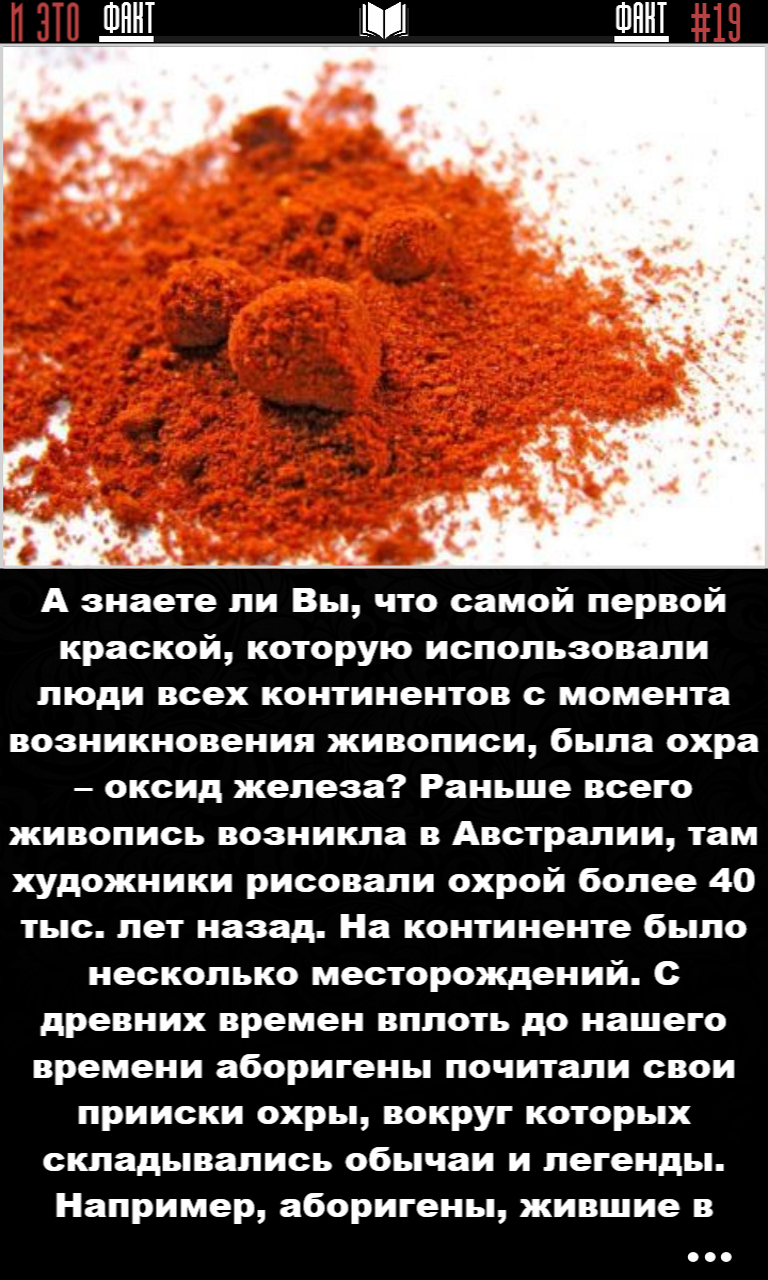 И ЭТО ФАКТ ФАКТ #19
А знаете ли Вы, что самой первой
краской, которую использовали
люди всех континентов с момента
возникновения живописи, была охра
– оксид железа? Раньше всего
живопись возникла в Австралии, там
художники рисовали охрой более 40
тыс. лет назад. На континенте было
несколько месторождений. С
древних времен вплоть до нашего
времени аборигены почитали свои
прииски охры, вокруг которых
складывались обычаи и легенды.
Например, аборигены, жившие в
...